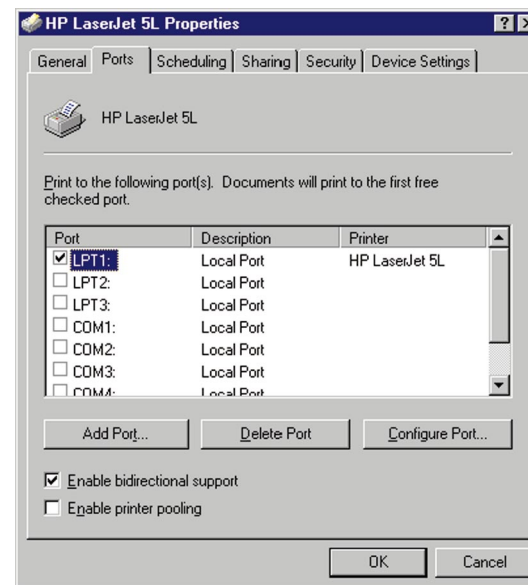 HP LaserJet 5L Properties
General Ports Scheduling Sharing Security Device Settings
HP LaserJet 5L
Print to the following port(s). Documents will print to the first free
checked port.
Port Description Printer
LPT1: Local Port HP LaserJet 5L
LPT2: Local Port
LPT3: Local Port
COM1: Local Port
COM2: Local Port
COM3: Local Port
COM4: Local Port
Add Port... Delete Port Configure Port...
Enable bidirectional support
Enable printer pooling
OK Cancel